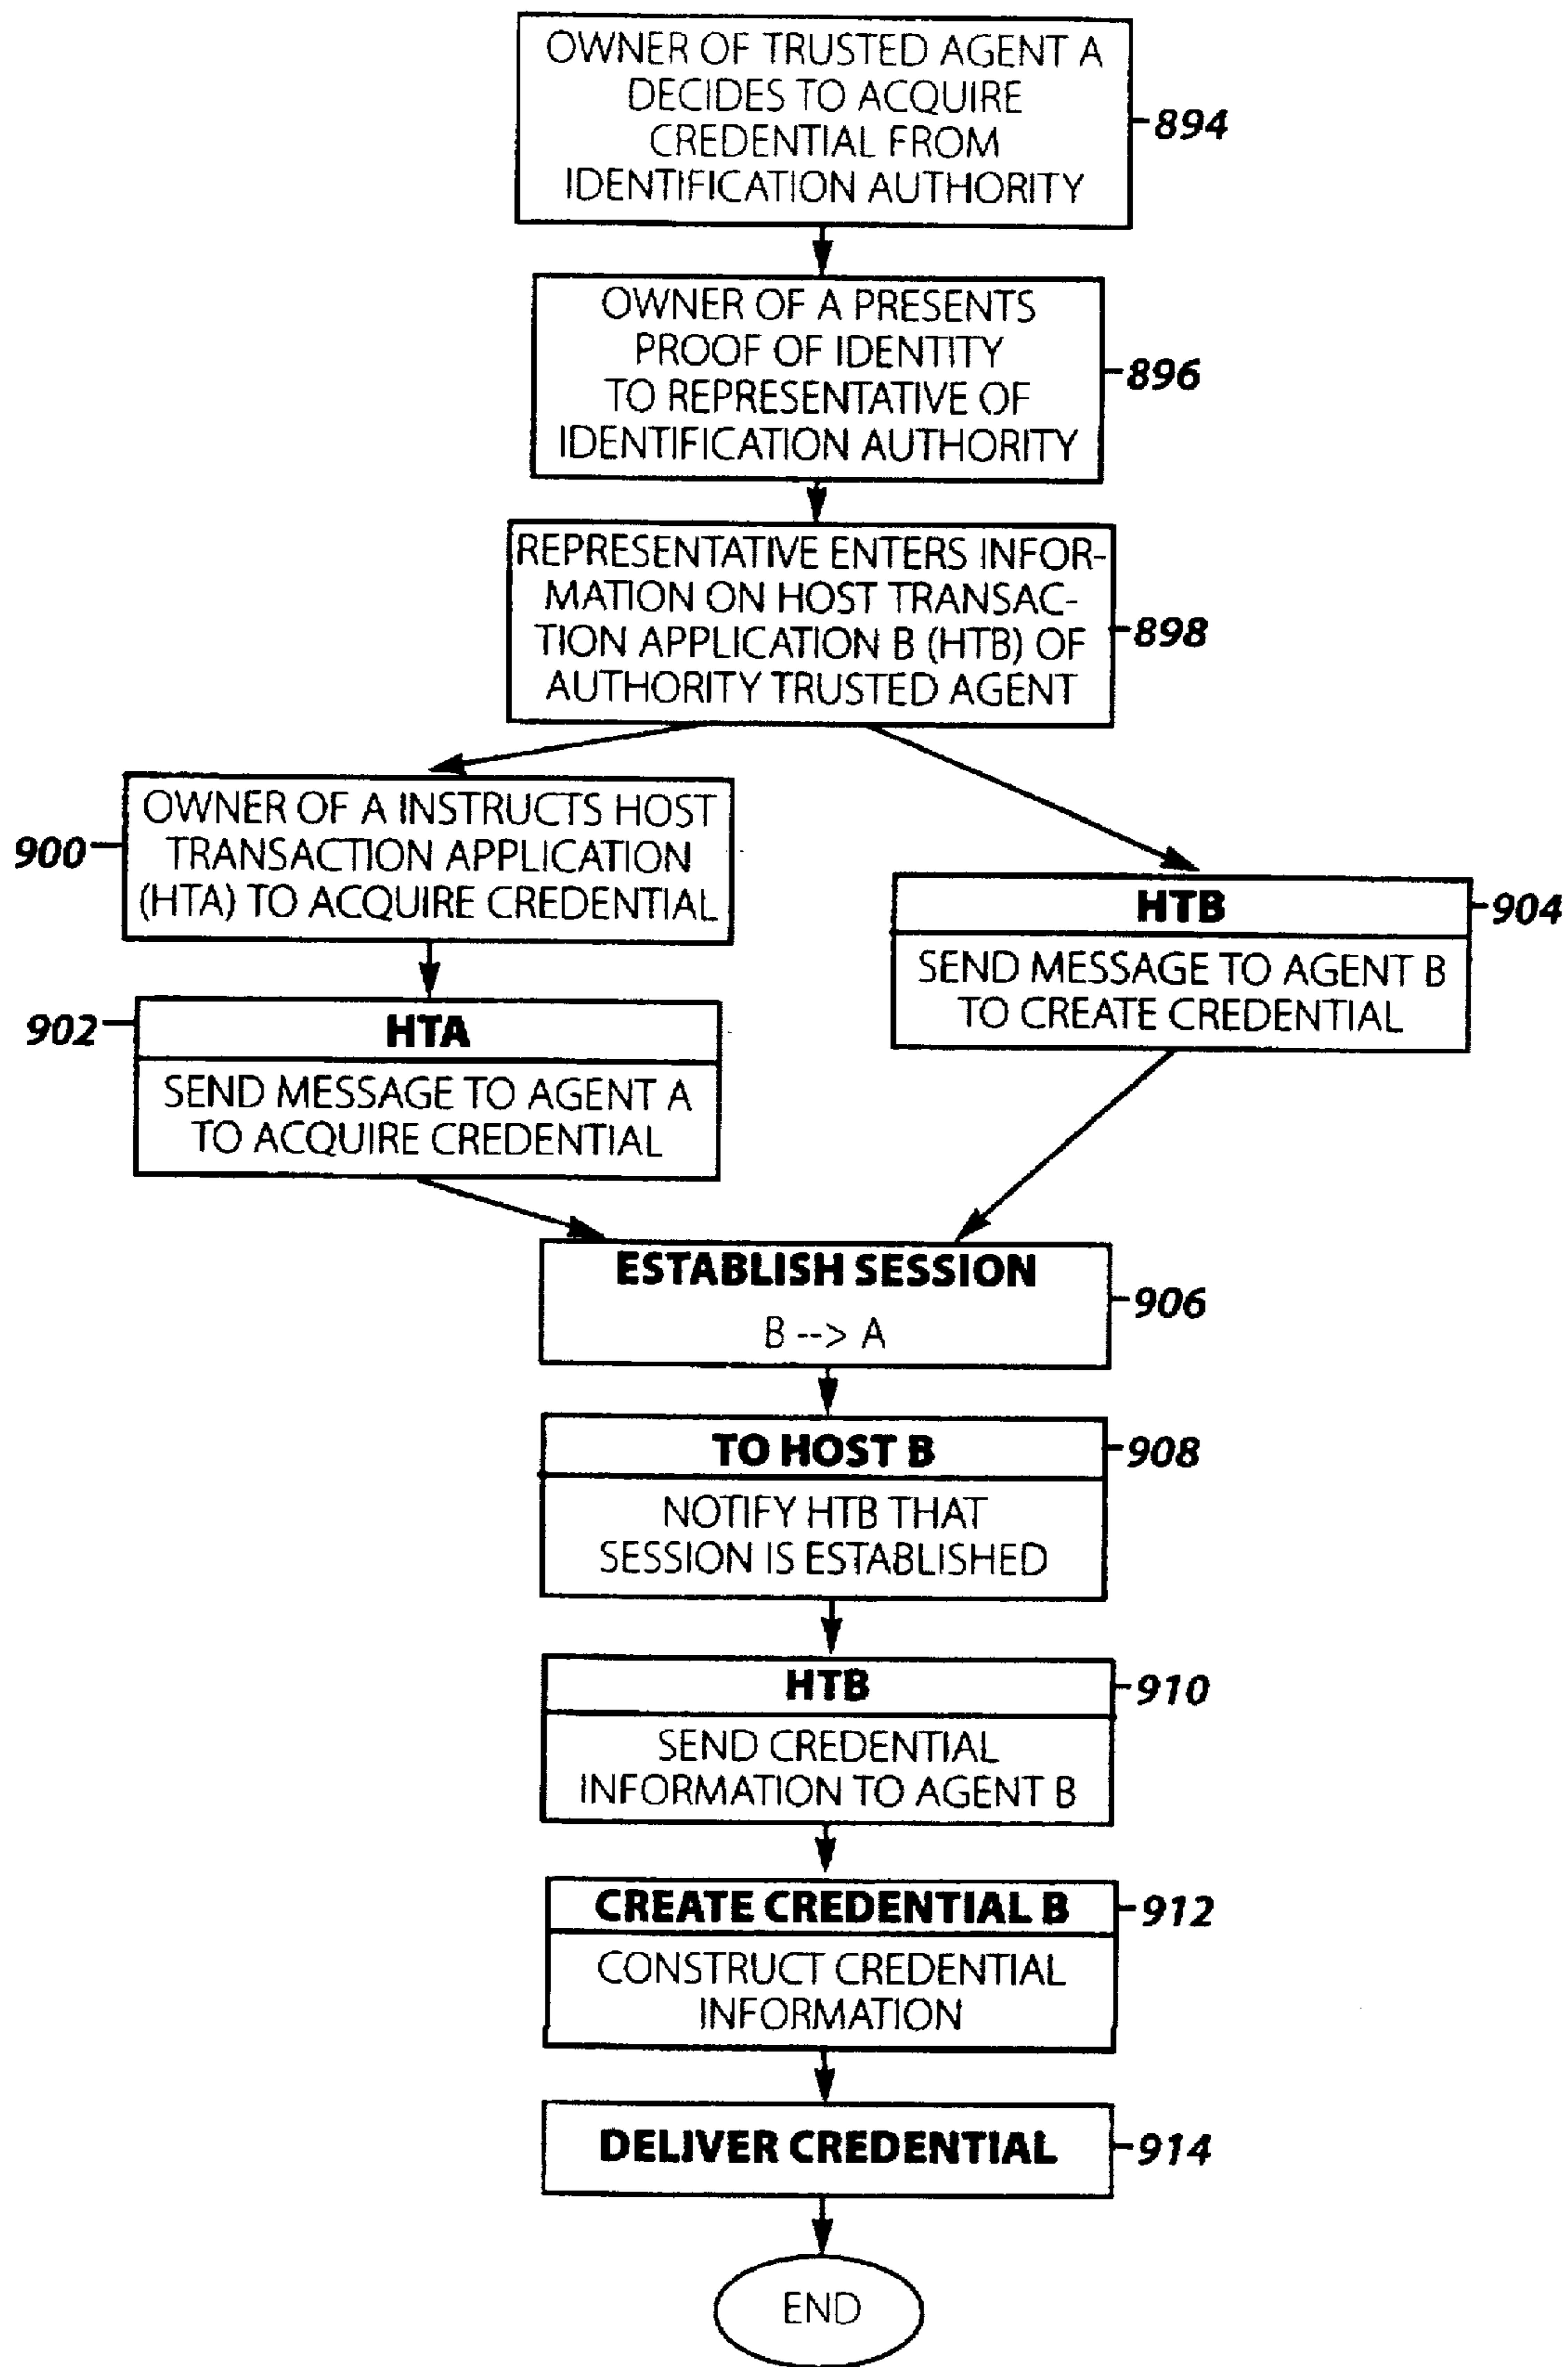 OWNER OF TRUSTED AGENT A
DECIDES TO ACQUIRE
CREDENTIAL FROM
IDENTIFICATION AUTHORITY
894
OWNER OF A PRESENTS
PROOF OF IDENTITY
TO REPRESENTATIVE OF
IDENTIFICATION AUTHORITY
896
REPRESENTATIVE ENTERS INFOR-
MATION ON HOST TRANSAC-
TION APPLICATION B (HTB) OF
AUTHORITY TRUSTED AGENT
898
OWNER OF A INSTRUCTS HOST
TRANSACTION APPLICATION
(HTA) TO ACQUIRE CREDENTIAL
900
HTB
904
SEND MESSAGE TO AGENT B
TO CREATE CREDENTIAL
HTA
902
SEND MESSAGE TO AGENT A
TO ACQUIRE CREDENTIAL
ESTABLISH SESSION
B --> A
906
TO HOST B
908
NOTIFY HTB THAT
SESSION IS ESTABLISHED
HTB
910
SEND CREDENTIAL
INFORMATION TO AGENT B
CREATE CREDENTIAL B
912
CONSTRUCT CREDENTIAL
INFORMATION
DELIVER CREDENTIAL
914
END